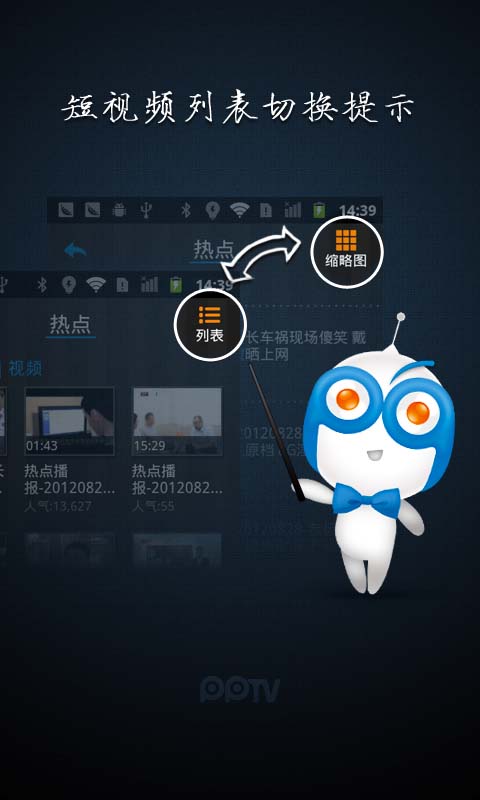 短视频列表切换提示
14:39
热点
缩略图
14:39
列表
热点
视频
长车祸现场傻笑 戴
晒上网
01:43
15:29
热点播
报-2012082...
人气:13,627
热点播
报-2012082...
人气:55
20120828
原档
20120828
PPTV